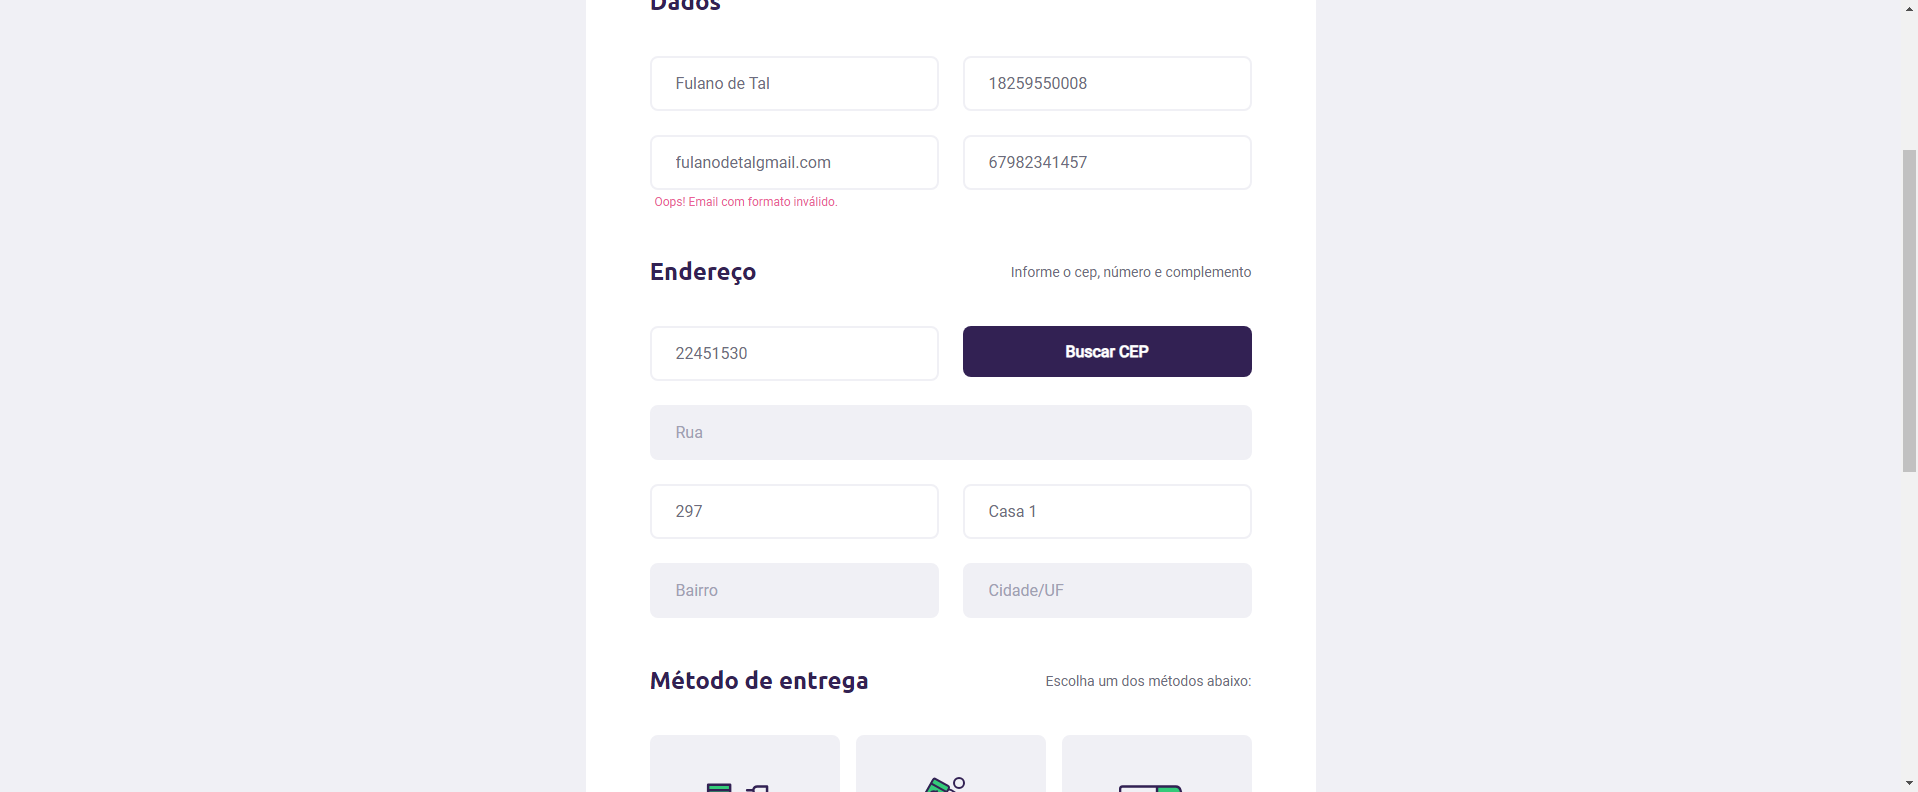 Dados
Fulano de Tal
18259550008
fulanodetalgmail.com
67982341457
Oops! Email com formato inválido.
Endereço
Informe o cep, número e complemento
22451530
Buscar CEP
Rua
297
Casa 1
Bairro
Cidade/UF
Método de entrega
Escolha um dos métodos abaixo: